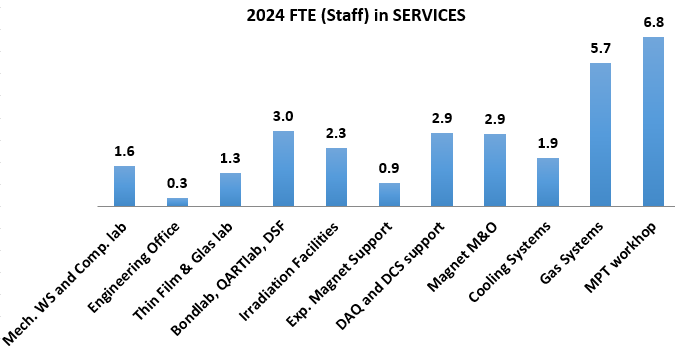 2024 FTE (Staff) in SERVICES
1.6
0.3
1.3
3.0
2.3
0.9
2.9
2.9
1.9
5.7
6.8
Mech. WS and Comp. lab
Engineering Office
Thin Film & Glas lab
Bondlab, QARTlab, DSF
Irradiation Facilities
Exp. Magnet Support
DAQ and DCS support
Magnet M&O
Cooling Systems
Gas Systems
MPT workhop